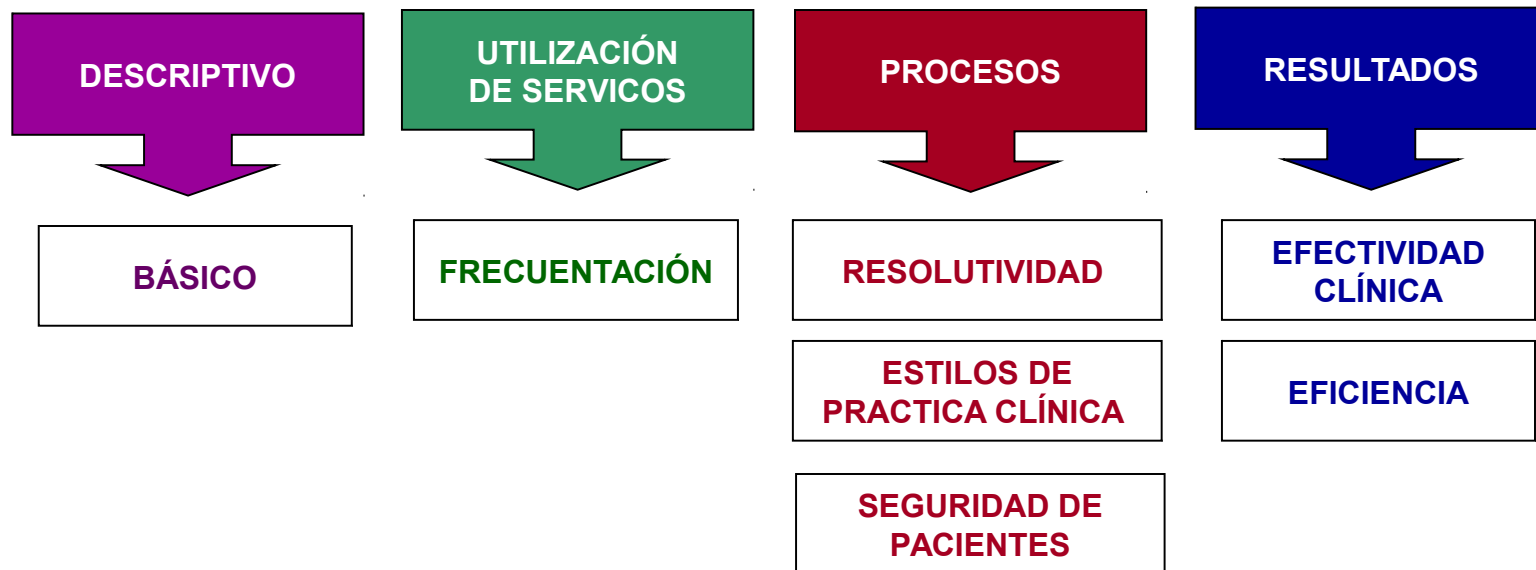 DESCRIPTIVO
UTILIZACIÓN
DE SERVICOS
PROCESOS
RESULTADOS
BÁSICO
FRECUENTACIÓN
RESOLUTIVIDAD
EFECTIVIDAD
CLÍNICA
ESTILOS DE
PRACTICA CLÍNICA
EFICIENCIA
SEGURIDAD DE
PACIENTES